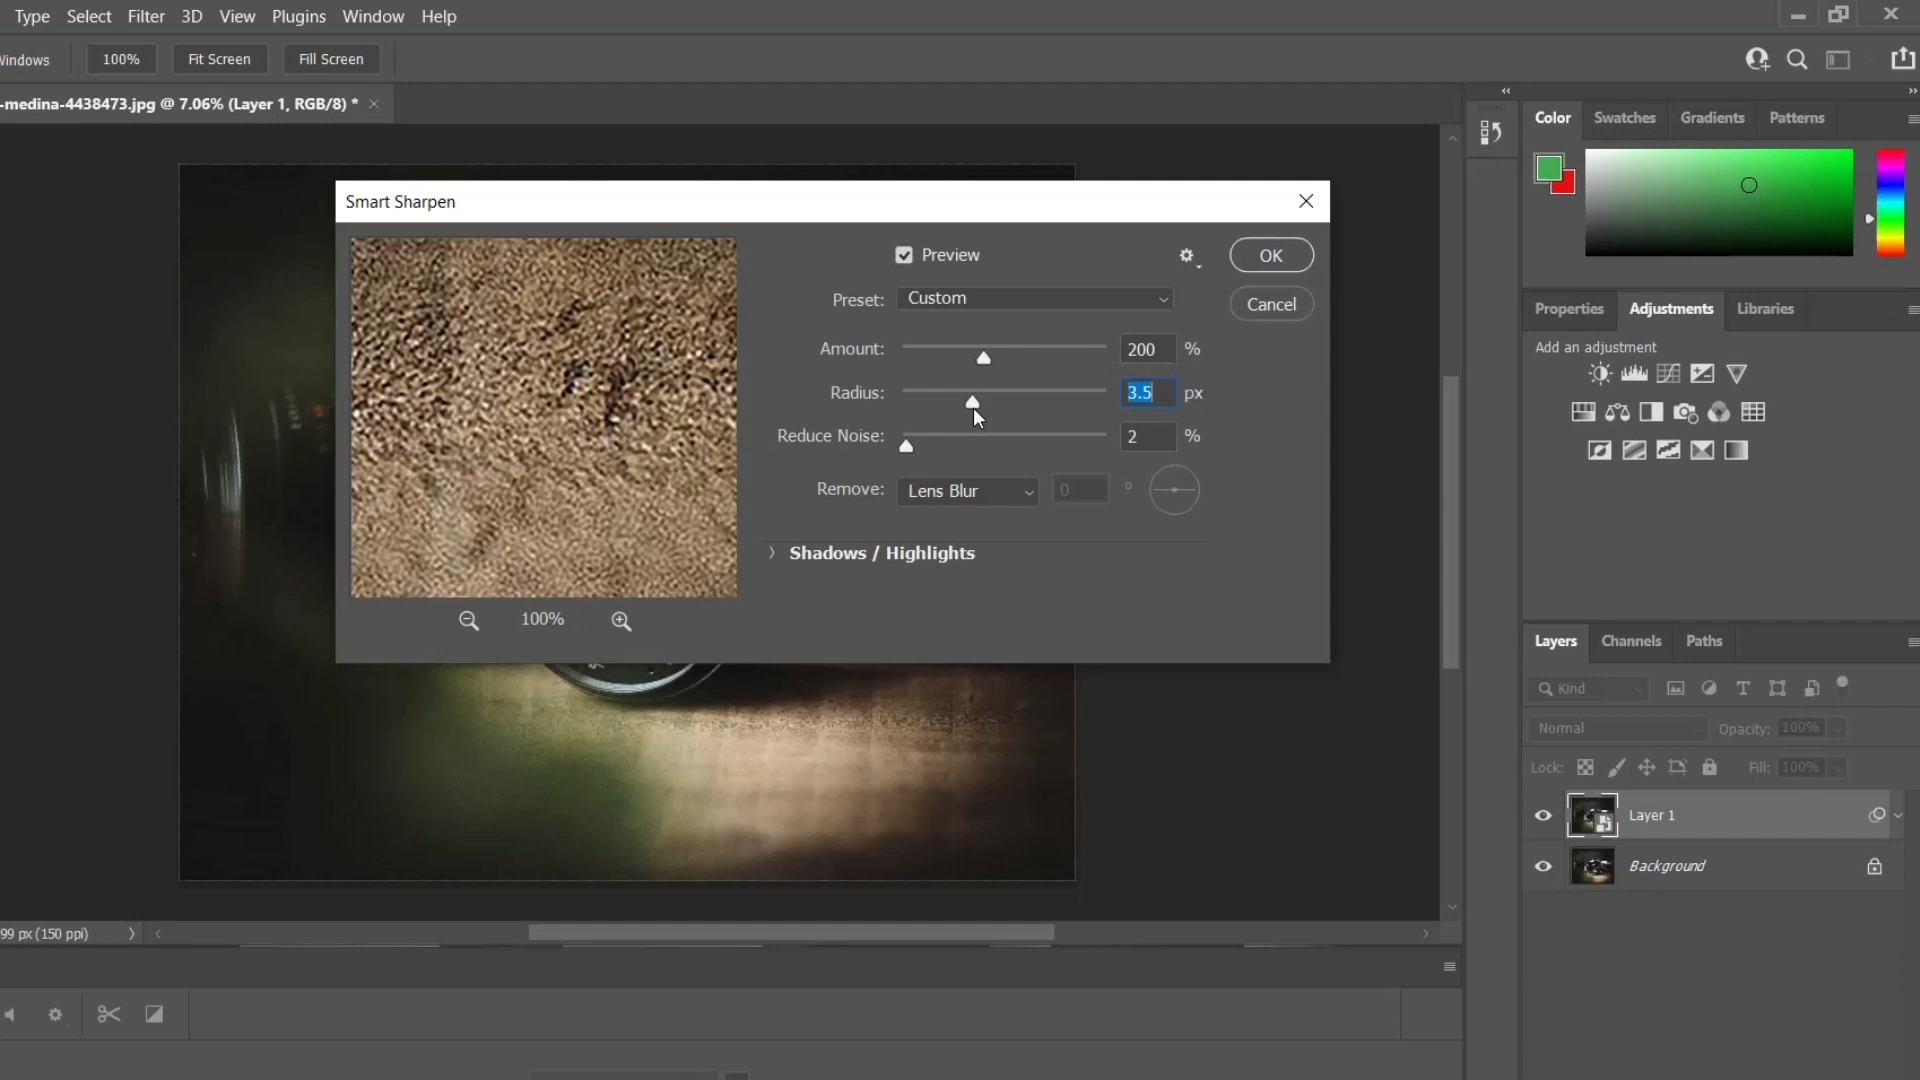 Type Select Filter 3D View Plugins Window Help
Windows 100% Fit Screen Fill Screen
-medina-4438473.jpg @ 7.06% (Layer 1, RGB/8) *
Color Swatches Gradients Patterns
Smart Sharpen
Preview
OK
Preset: Custom
Cancel
Amount: 200 %
Radius: 3.5 px
Reduce Noise: 2 %
Remove: Lens Blur 0 °
Shadows / Highlights
100%
Properties Adjustments Libraries
Add an adjustment
Layers Channels Paths
Kind
Normal Opacity: 100%
Lock: Fill: 100%
Layer 1
Background
99 px (150 ppi)